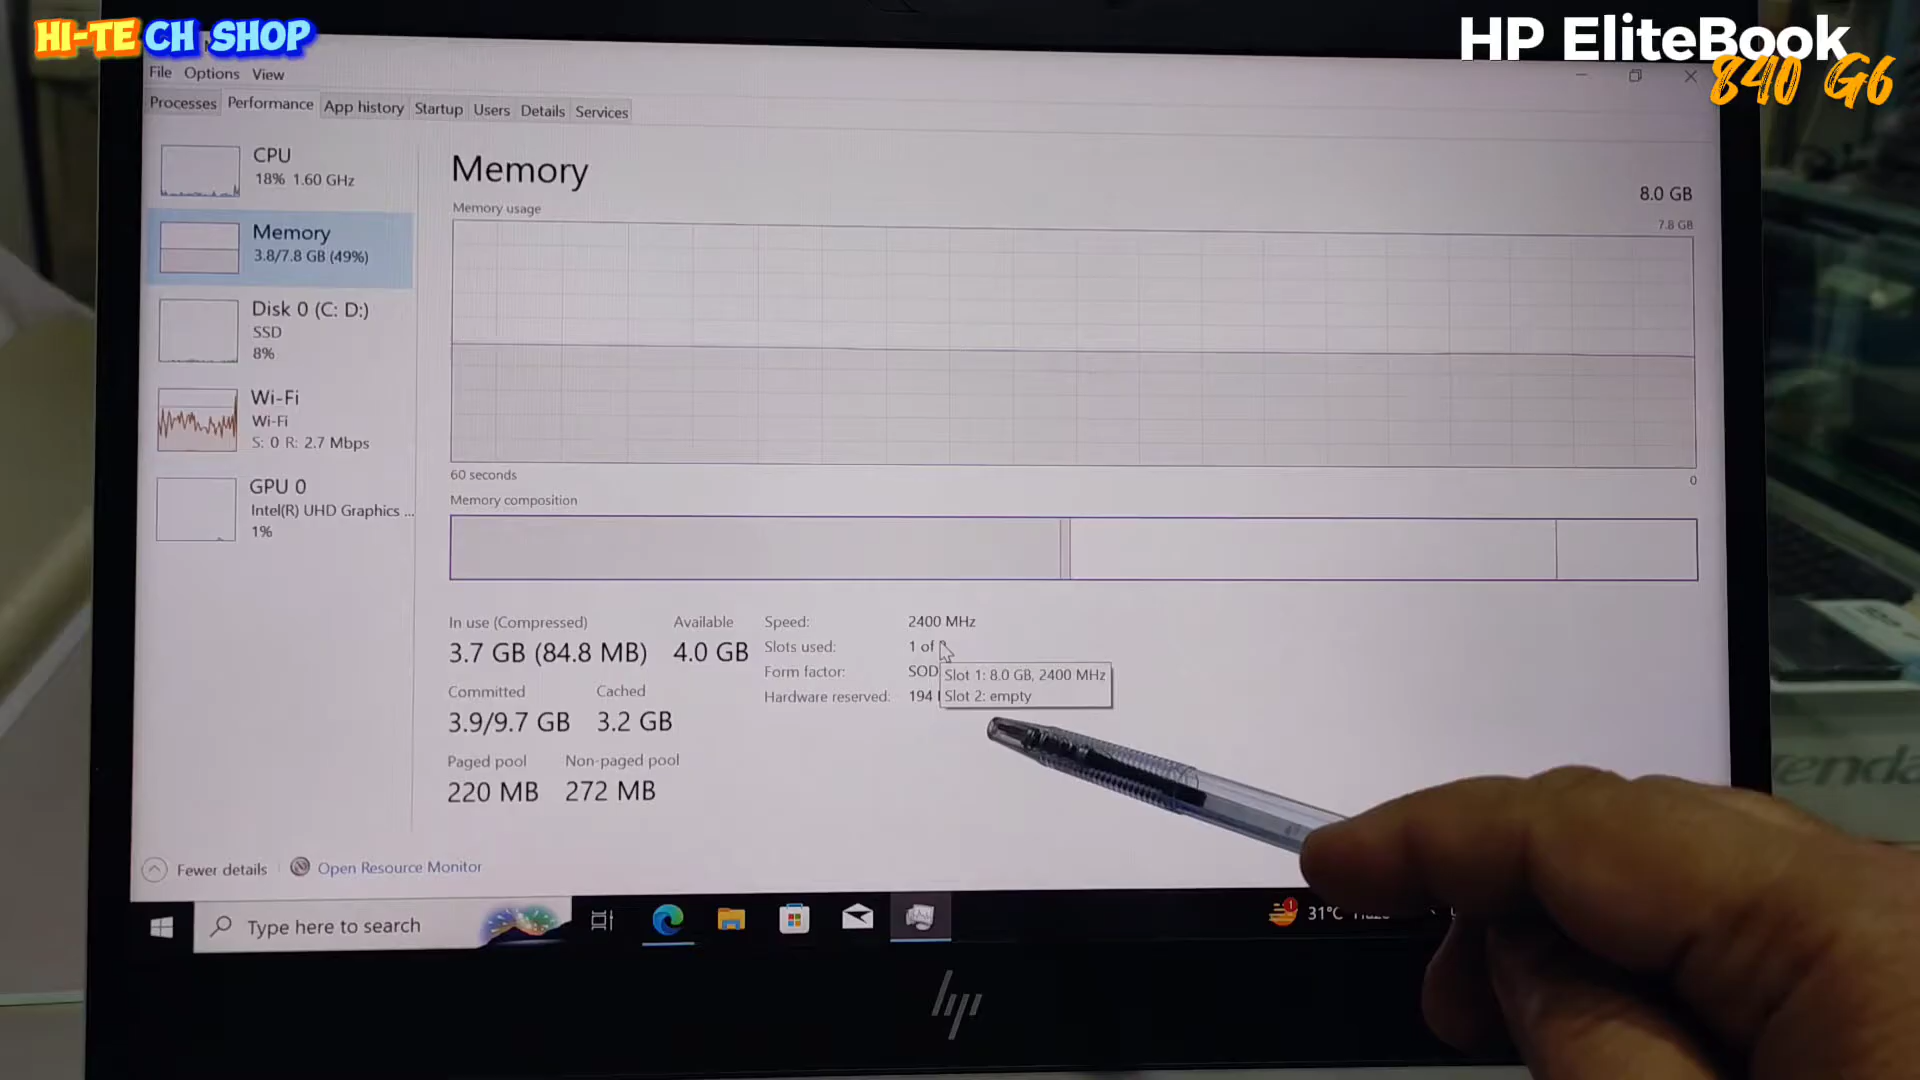 HI-TECH SHOP
HP EliteBook
840 G6
File Options View
Processes Performance App history Startup Users Details Services
CPU
18% 1.60 GHz
Memory
3.8/7.8 GB (49%)
Disk 0 (C: D:)
SSD
8%
Wi-Fi
Wi-Fi
S: 0 R: 2.7 Mbps
GPU 0
Intel(R) UHD Graphics ...
1%
Memory
8.0 GB
Memory usage
7.8 GB
60 seconds
0
Memory composition
In use (Compressed)
3.7 GB (84.8 MB)
Available
4.0 GB
Committed
3.9/9.7 GB
Cached
3.2 GB
Paged pool
220 MB
Non-paged pool
272 MB
Speed: 2400 MHz
Slots used: 1 of
Form factor: SOD
Hardware reserved: 194
Slot 1: 8.0 GB, 2400 MHz
Slot 2: empty
Fewer details
Open Resource Monitor
Type here to search
1
31°C
hp
enda